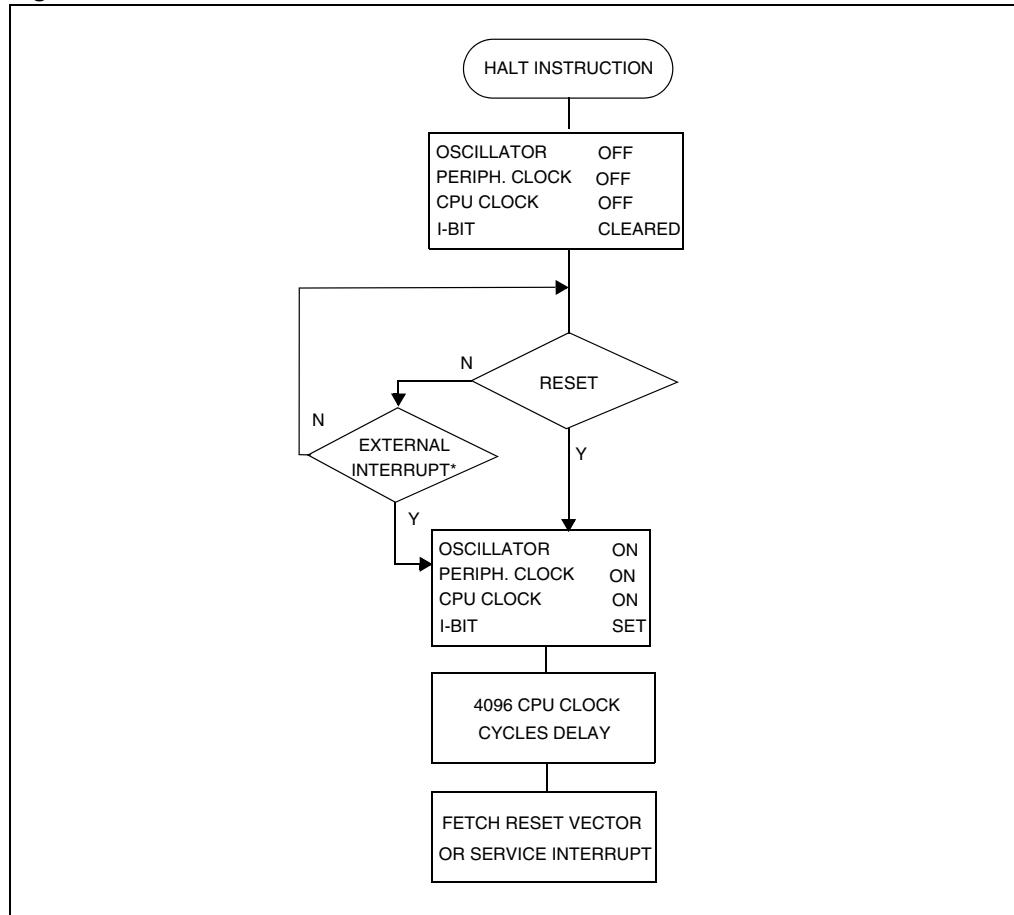 HALT INSTRUCTION
OSCILLATOR OFF
PERIPH. CLOCK OFF
CPU CLOCK OFF
I-BIT CLEARED
N
RESET
N
EXTERNAL
INTERRUPT*
Y
Y
OSCILLATOR ON
PERIPH. CLOCK ON
CPU CLOCK ON
I-BIT SET
4096 CPU CLOCK
CYCLES DELAY
FETCH RESET VECTOR
OR SERVICE INTERRUPT